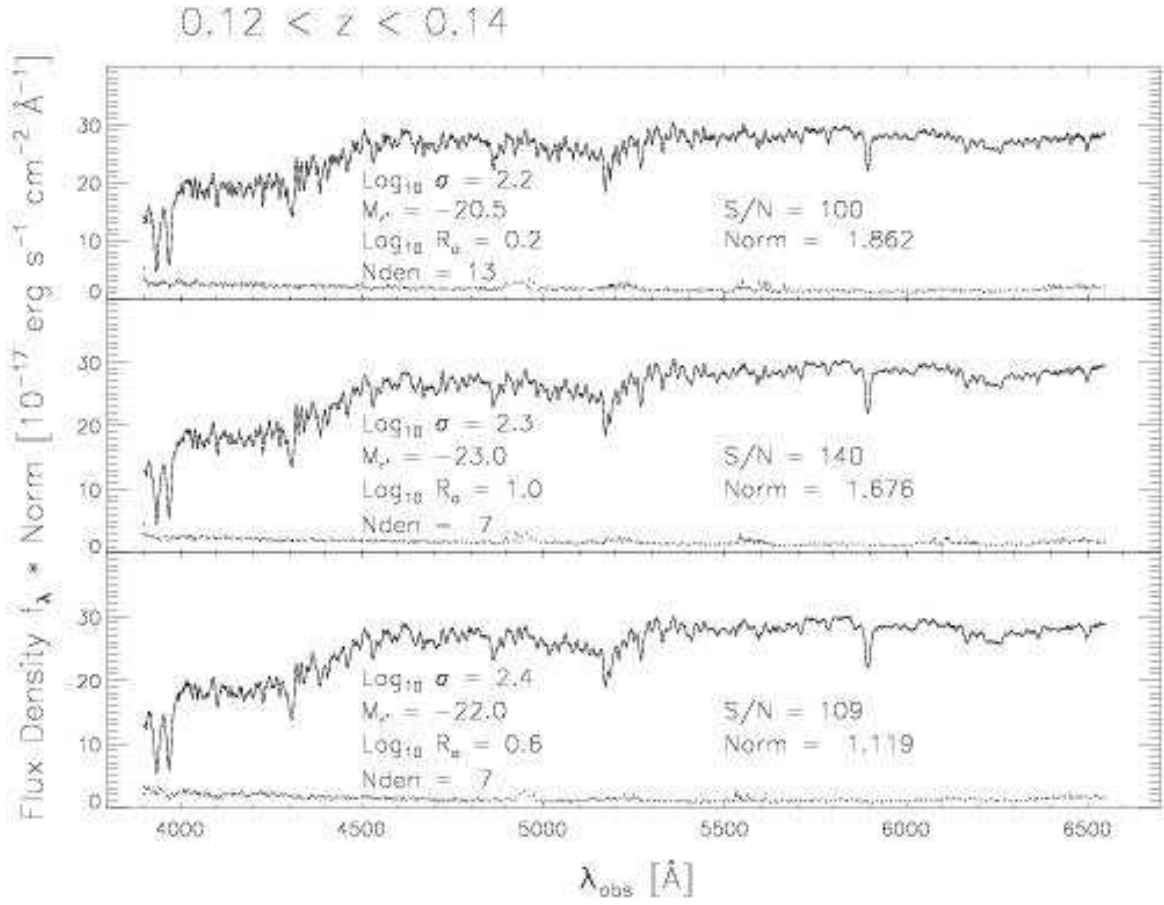 0.12 < z < 0.14
Flux Density f_λ * Norm [10⁻¹⁷ erg s⁻¹ cm⁻² Å⁻¹]
30
20
10
0
Log₁₀ σ = 2.2
M_r* = −20.5
Log₁₀ R_o = 0.2
Nden = 13
S/N = 100
Norm = 1.862
30
20
10
0
Log₁₀ σ = 2.3
M_r* = −23.0
Log₁₀ R_o = 1.0
Nden = 7
S/N = 140
Norm = 1.676
30
20
10
0
Log₁₀ σ = 2.4
M_r* = −22.0
Log₁₀ R_o = 0.6
Nden = 7
S/N = 109
Norm = 1.119
4000 4500 5000 5500 6000 6500
λ_obs [Å]